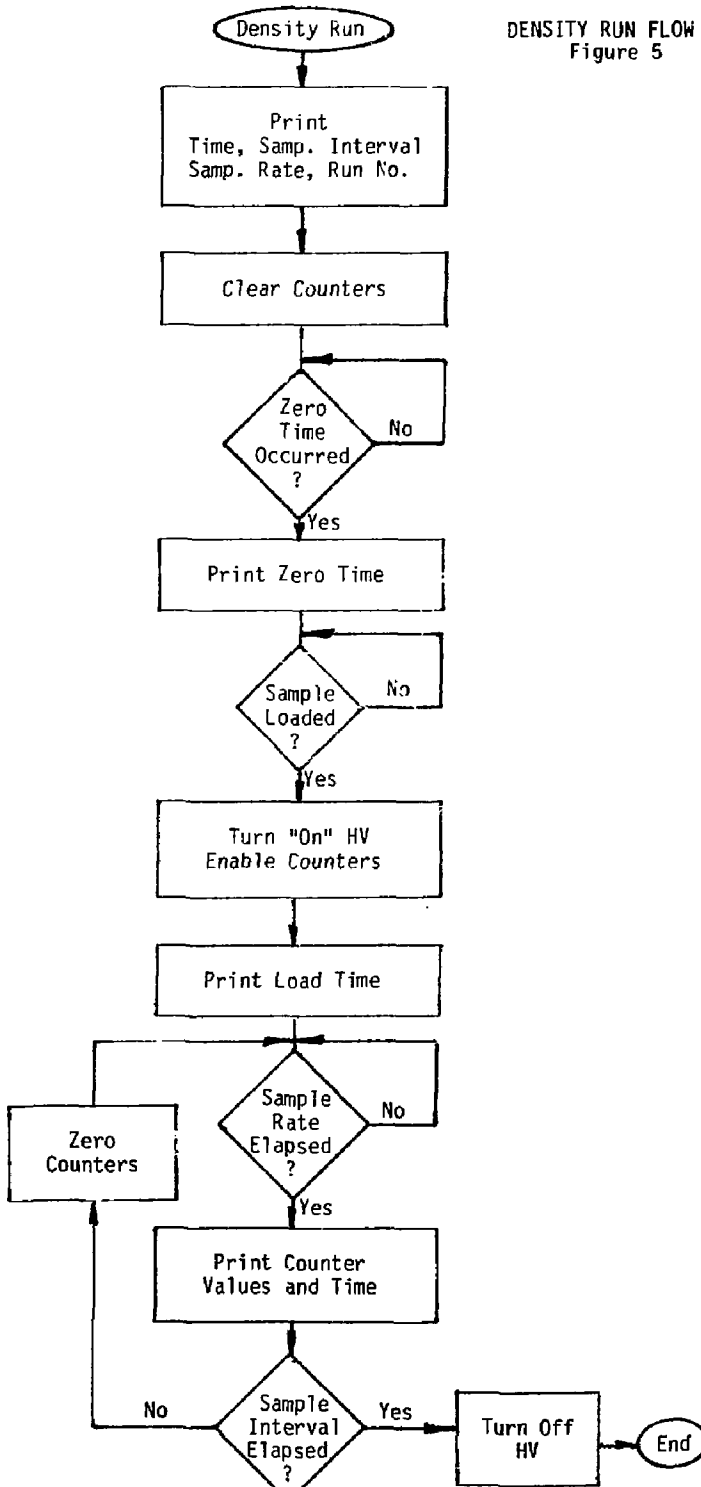 Density Run
DENSITY RUN FLOW
Figure 5
Print
Time, Samp. Interval
Samp. Rate, Run No.
Clear Counters
Zero
Time
Occurred
?
No
Yes
Print Zero Time
Sample
Loaded
?
No
Yes
Turn "On" HV
Enable Counters
Print Load Time
Sample
Rate
Elapsed
?
No
Zero
Counters
Yes
Print Counter
Values and Time
Sample
Interval
Elapsed
?
No
Yes
Turn Off
HV
End